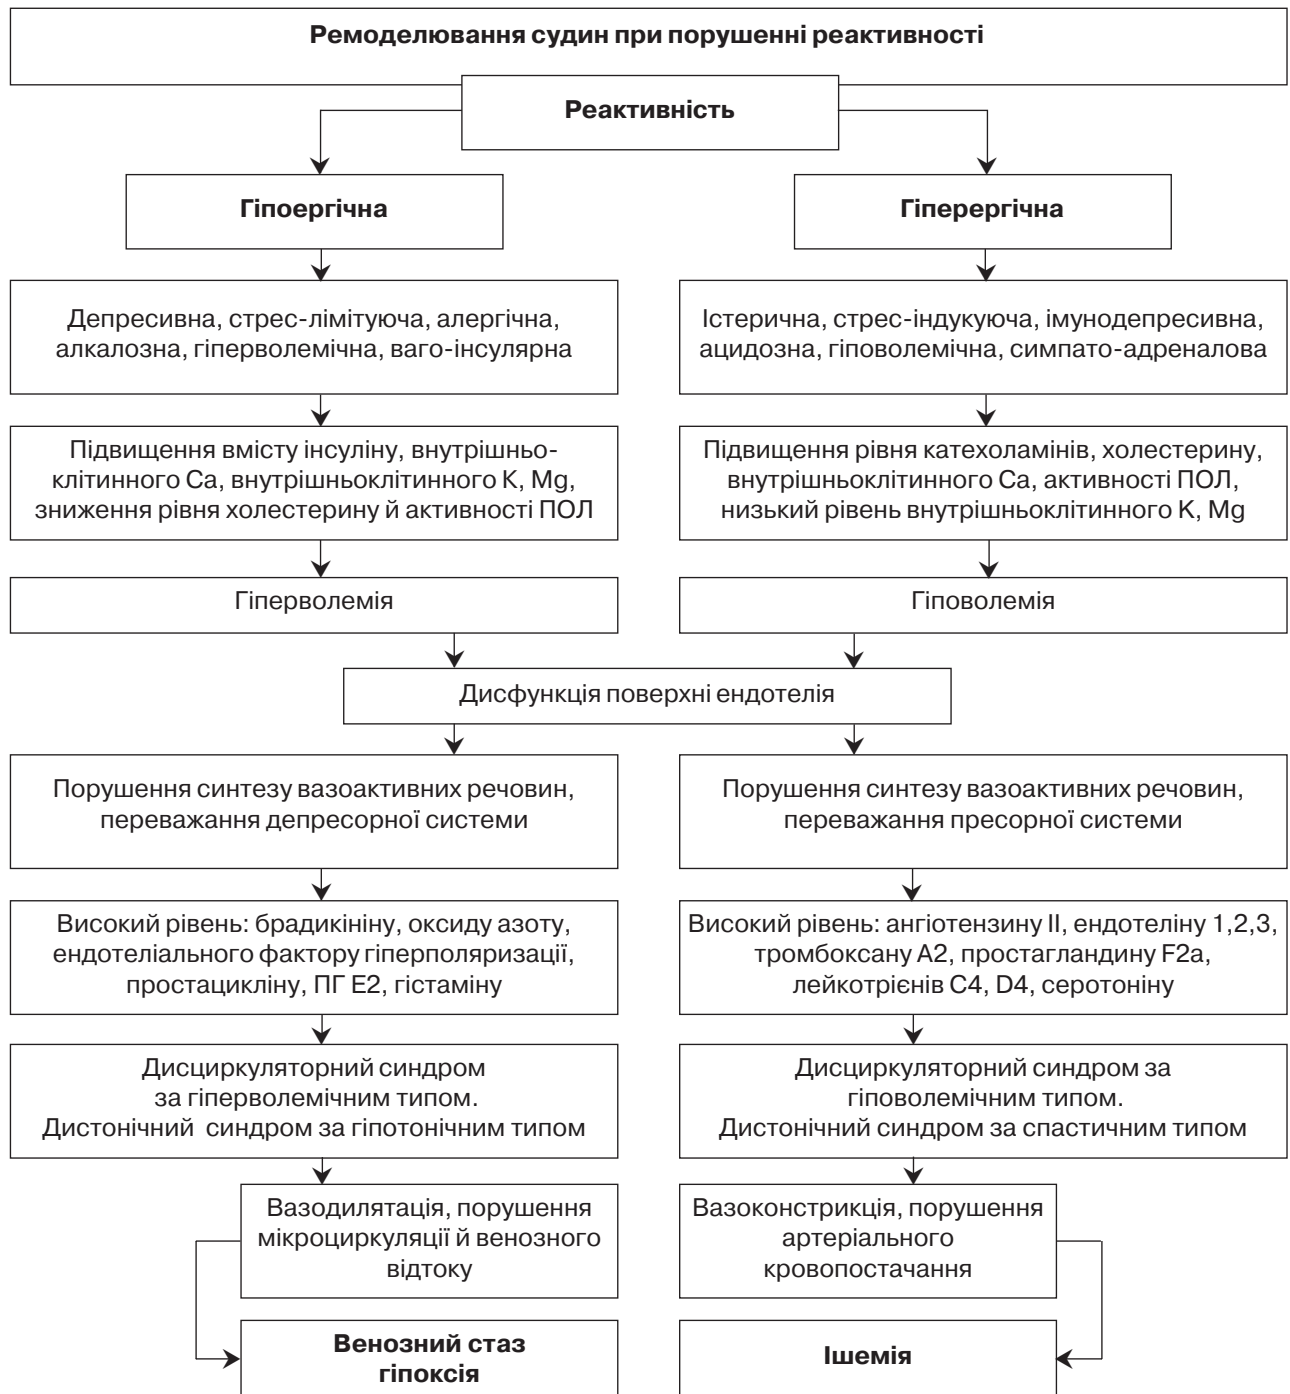 Ремоделювання судин при порушенні реактивності
Реактивність
Гіпоергічна
Гіперергічна
Депресивна, стрес-лімітуюча, алергічна,
алкалозна, гіперволемічна, ваго-інсулярна
Істерична, стрес-індукуюча, імунодепресивна,
ацидозна, гіповолемічна, симпато-адреналова
Підвищення вмісту інсуліну, внутрішньо-
клітинного Ca, внутрішньоклітинного K, Mg,
зниження рівня холестерину й активності ПОЛ
Підвищення рівня катехоламінів, холестерину,
внутрішньоклітинного Ca, активності ПОЛ,
низький рівень внутрішньоклітинного K, Mg
Гіперволемія
Гіповолемія
Дисфункція поверхні ендотелія
Порушення синтезу вазоактивних речовин,
переважання депресорної системи
Порушення синтезу вазоактивних речовин,
переважання пресорної системи
Високий рівень: брадикініну, оксиду азоту,
ендотеліального фактору гіперполяризації,
простацикліну, ПГ Е2, гістаміну
Високий рівень: ангіотензину II, ендотеліну 1,2,3,
тромбоксану А2, простагландину F2a,
лейкотрієнів С4, D4, серотоніну
Дисциркуляторний синдром
за гіперволемічним типом.
Дистонічний синдром за гіпотонічним типом
Дисциркуляторний синдром за
гіповолемічним типом.
Дистонічний синдром за спастичним типом
Вазодилятація, порушення
мікроциркуляції й венозного
відтоку
Вазоконстрикція, порушення
артеріального
кровопостачання
Венозний стаз
гіпоксія
Ішемія